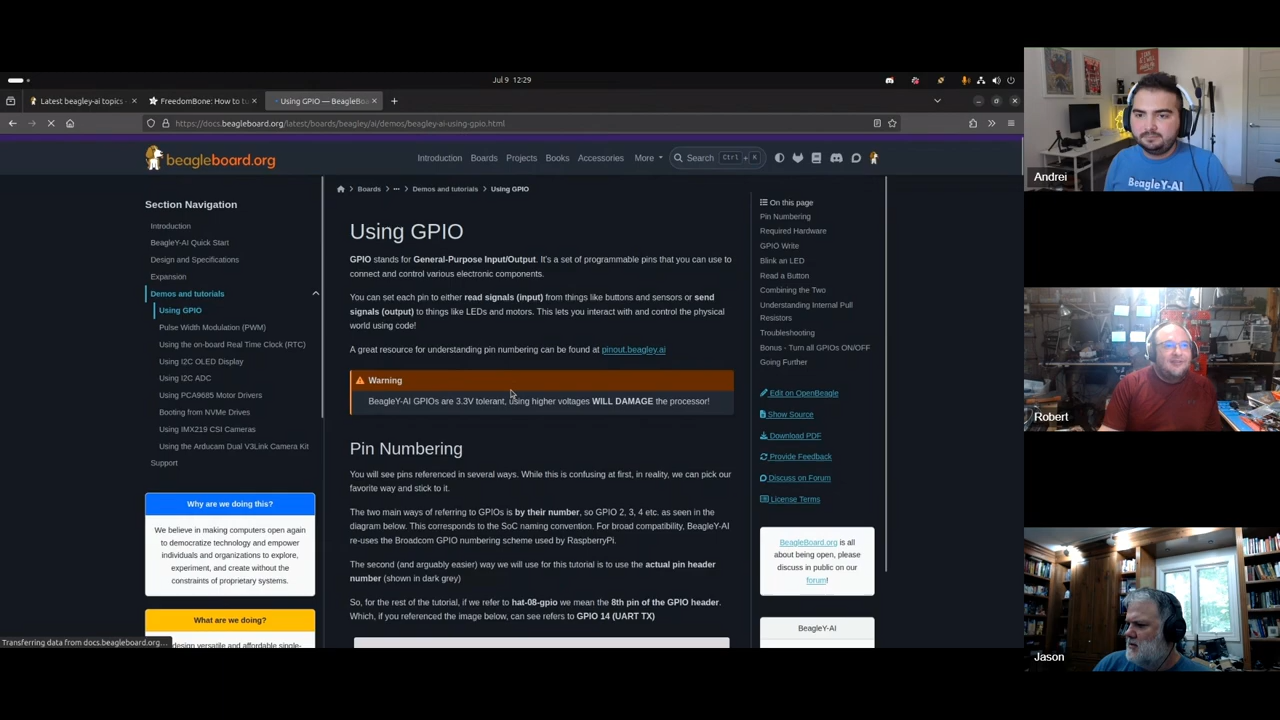 Jul 9 12:29
Latest beagley-ai topics
FreedomBone: How to tu
Using GPIO — BeagleBoa
https://docs.beagleboard.org/latest/boards/beagley/ai/demos/beagley-ai-using-gpio.html
beagleboard.org
Introduction
Boards
Projects
Books
Accessories
More
Search
Ctrl + K
Section Navigation
Introduction
BeagleY-AI Quick Start
Design and Specifications
Expansion
Demos and tutorials
Using GPIO
Pulse Width Modulation (PWM)
Using the on-board Real Time Clock (RTC)
Using I2C OLED Display
Using I2C ADC
Using PCA9685 Motor Drivers
Booting from NVMe Drives
Using IMX219 CSI Cameras
Using the Arducam Dual V3Link Camera Kit
Support
Why are we doing this?
We believe in making computers open again
to democratize technology and empower
individuals and organizations to explore,
experiment, and create without the
constraints of proprietary systems.
What are we doing?
design versatile and affordable single-
Transferring data from docs.beagleboard.org…
Boards > ··· > Demos and tutorials > Using GPIO
Using GPIO
GPIO stands for General-Purpose Input/Output. It's a set of programmable pins that you can use to
connect and control various electronic components.
You can set each pin to either read signals (input) from things like buttons and sensors or send
signals (output) to things like LEDs and motors. This lets you interact with and control the physical
world using code!
A great resource for understanding pin numbering can be found at pinout.beagley.ai
Warning
BeagleY-AI GPIOs are 3.3V tolerant, using higher voltages WILL DAMAGE the processor!
Pin Numbering
You will see pins referenced in several ways. While this is confusing at first, in reality, we can pick our
favorite way and stick to it.
The two main ways of referring to GPIOs is by their number, so GPIO 2, 3, 4 etc. as seen in the
diagram below. This corresponds to the SoC naming convention. For broad compatibility, BeagleY-AI
re-uses the Broadcom GPIO numbering scheme used by RaspberryPi.
The second (and arguably easier) way we will use for this tutorial is to use the actual pin header
number (shown in dark grey)
So, for the rest of the tutorial, if we refer to hat-08-gpio we mean the 8th pin of the GPIO header.
Which, if you referenced the image below, can see refers to GPIO 14 (UART TX)
On this page
Pin Numbering
Required Hardware
GPIO Write
Blink an LED
Read a Button
Combining the Two
Understanding Internal Pull
Resistors
Troubleshooting
Bonus - Turn all GPIOs ON/OFF
Going Further
Edit on OpenBeagle
Show Source
Download PDF
Provide Feedback
Discuss on Forum
License Terms
BeagleBoard.org is all
about being open, please
discuss in public on our
forum!
BeagleY-AI
BeagleY-AI
Andrei
Robert
Jason